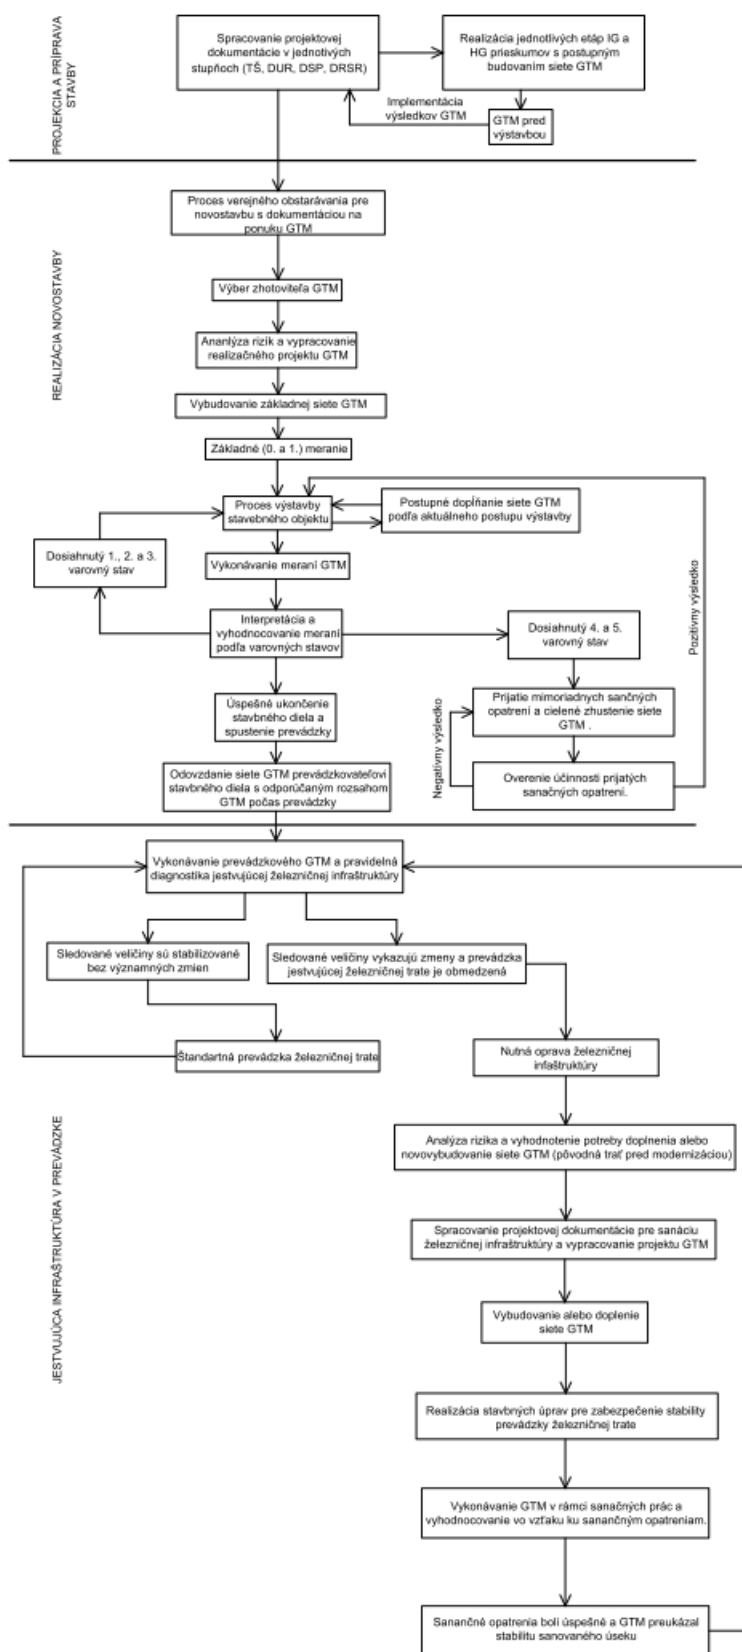 PROJEKCIA A PRÍPRAVA
STAVBY
Spracovanie projektovej
dokumentácie v jednotivých
stupňoch (TŠ, DUR, DSP, DRSR)
Realizácia jednotlivých etáp IG a
HG prieskumov s postupným
budovaním siete GTM
Implementácia
výsledkov GTM
GTM pred
výstavbou
REALIZÁCIA NOVOSTAVBY
Proces verejného obstarávania pre
novostavbu s dokumentáciou na
ponuku GTM
Výber zhotoviteľa GTM
Ananlýza rizík a vypracovanie
realizačného projektu GTM
Vybudovanie základnej siete GTM
Základné (0. a 1.) meranie
Proces výstavby
stavebného objektu
Postupné dopĺňanie siete GTM
podľa aktuálneho postupu výstavby
Dosiahnutý 1., 2. a 3.
varovný stav
Vykonávanie meraní GTM
Interpretácia a
vyhodnocovanie meraní
podľa varovných stavov
Dosiahnutý 4. a 5.
varovný stav
Pozitívny výsledko
Úspešné ukončenie
stavbného diela a
spustenie prevádzky
Prijatie mimoriadnych sančných
opatrení a cielené zhustenie siete
GTM .
Negatívny výsledko
Odovzdanie siete GTM prevádzkovateľovi
stavbného diela s odporúčaným rozsahom
GTM počas prevádzky
Overenie účinnosti prijatých
sanačných opatrení.
JESTVUJÚCA INFRAŠTRUKTÚRA V PREVÁDZKE
Vykonávanie prevádzkového GTM a pravidelná
diagnostika jestvujúcej železničnej infraštruktúry
Sledované veličiny sú stabilizované
bez významných zmien
Sledované veličiny vykazujú zmeny a prevádzka
jestvujúcej železničnej trate je obmedzená
Štandartná prevádzka železničnej trate
Nutná oprava železničnej
infaštruktúry
Analýza rizika a vyhodnotenie potreby doplnenia alebo
novovybudovanie siete GTM (pôvodná trať pred modernizáciou)
Spracovanie projektovej dokumentácie pre sanáciu
železničnej infraštruktúry a vypracovanie projektu GTM
Vybudovanie alebo doplenie
siete GTM
Realizácia stavbných úprav pre zabezpečenie stability
prevádzky železničnej trate
Vykonávanie GTM v rámci sanačných prác a
vyhodnocovanie vo vzťaku ku sanančným opatreniam.
Sanančné opatrenia boli úspešné a GTM preukázal
stabilitu sanovaného úseku